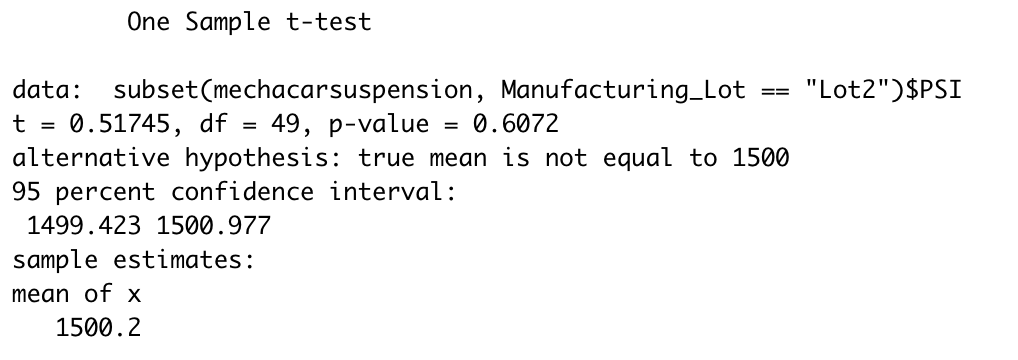 One Sample t-test
data:  subset(mechacarsuspension, Manufacturing_Lot == "Lot2")$PSI
t = 0.51745, df = 49, p-value = 0.6072
alternative hypothesis: true mean is not equal to 1500
95 percent confidence interval:
1499.423 1500.977
sample estimates:
mean of x
1500.2